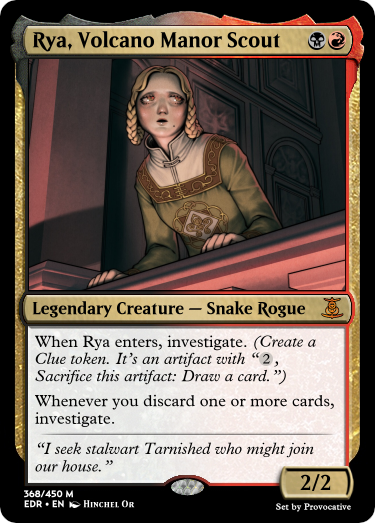 Rya, Volcano Manor Scout
Legendary Creature — Snake Rogue
When Rya enters, investigate. (Create a
Clue token. It’s an artifact with “2,
Sacrifice this artifact: Draw a card.”)
Whenever you discard one or more cards,
investigate.
“I seek stalwart Tarnished who might join
our house.”
2/2
368/450 M
EDR • EN Hinchel Or
Set by Provocative